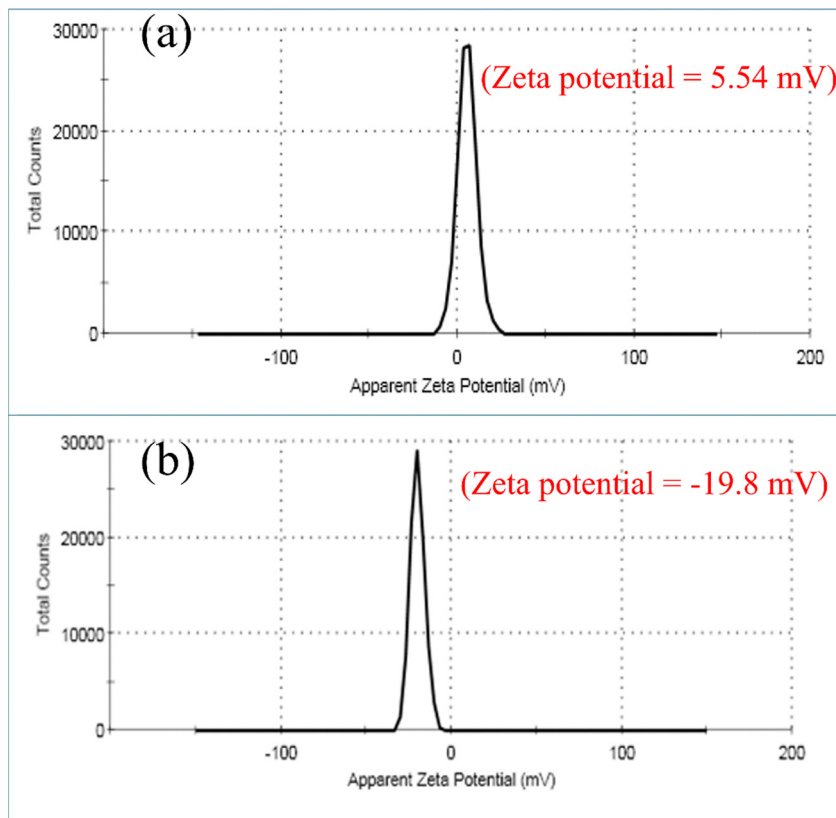 (a)
(Zeta potential = 5.54 mV)
30000
20000
10000
0
Total Counts
-100 0 100 200
Apparent Zeta Potential (mV)
(b)
(Zeta potential = -19.8 mV)
30000
20000
10000
0
Total Counts
-100 0 100 200
Apparent Zeta Potential (mV)